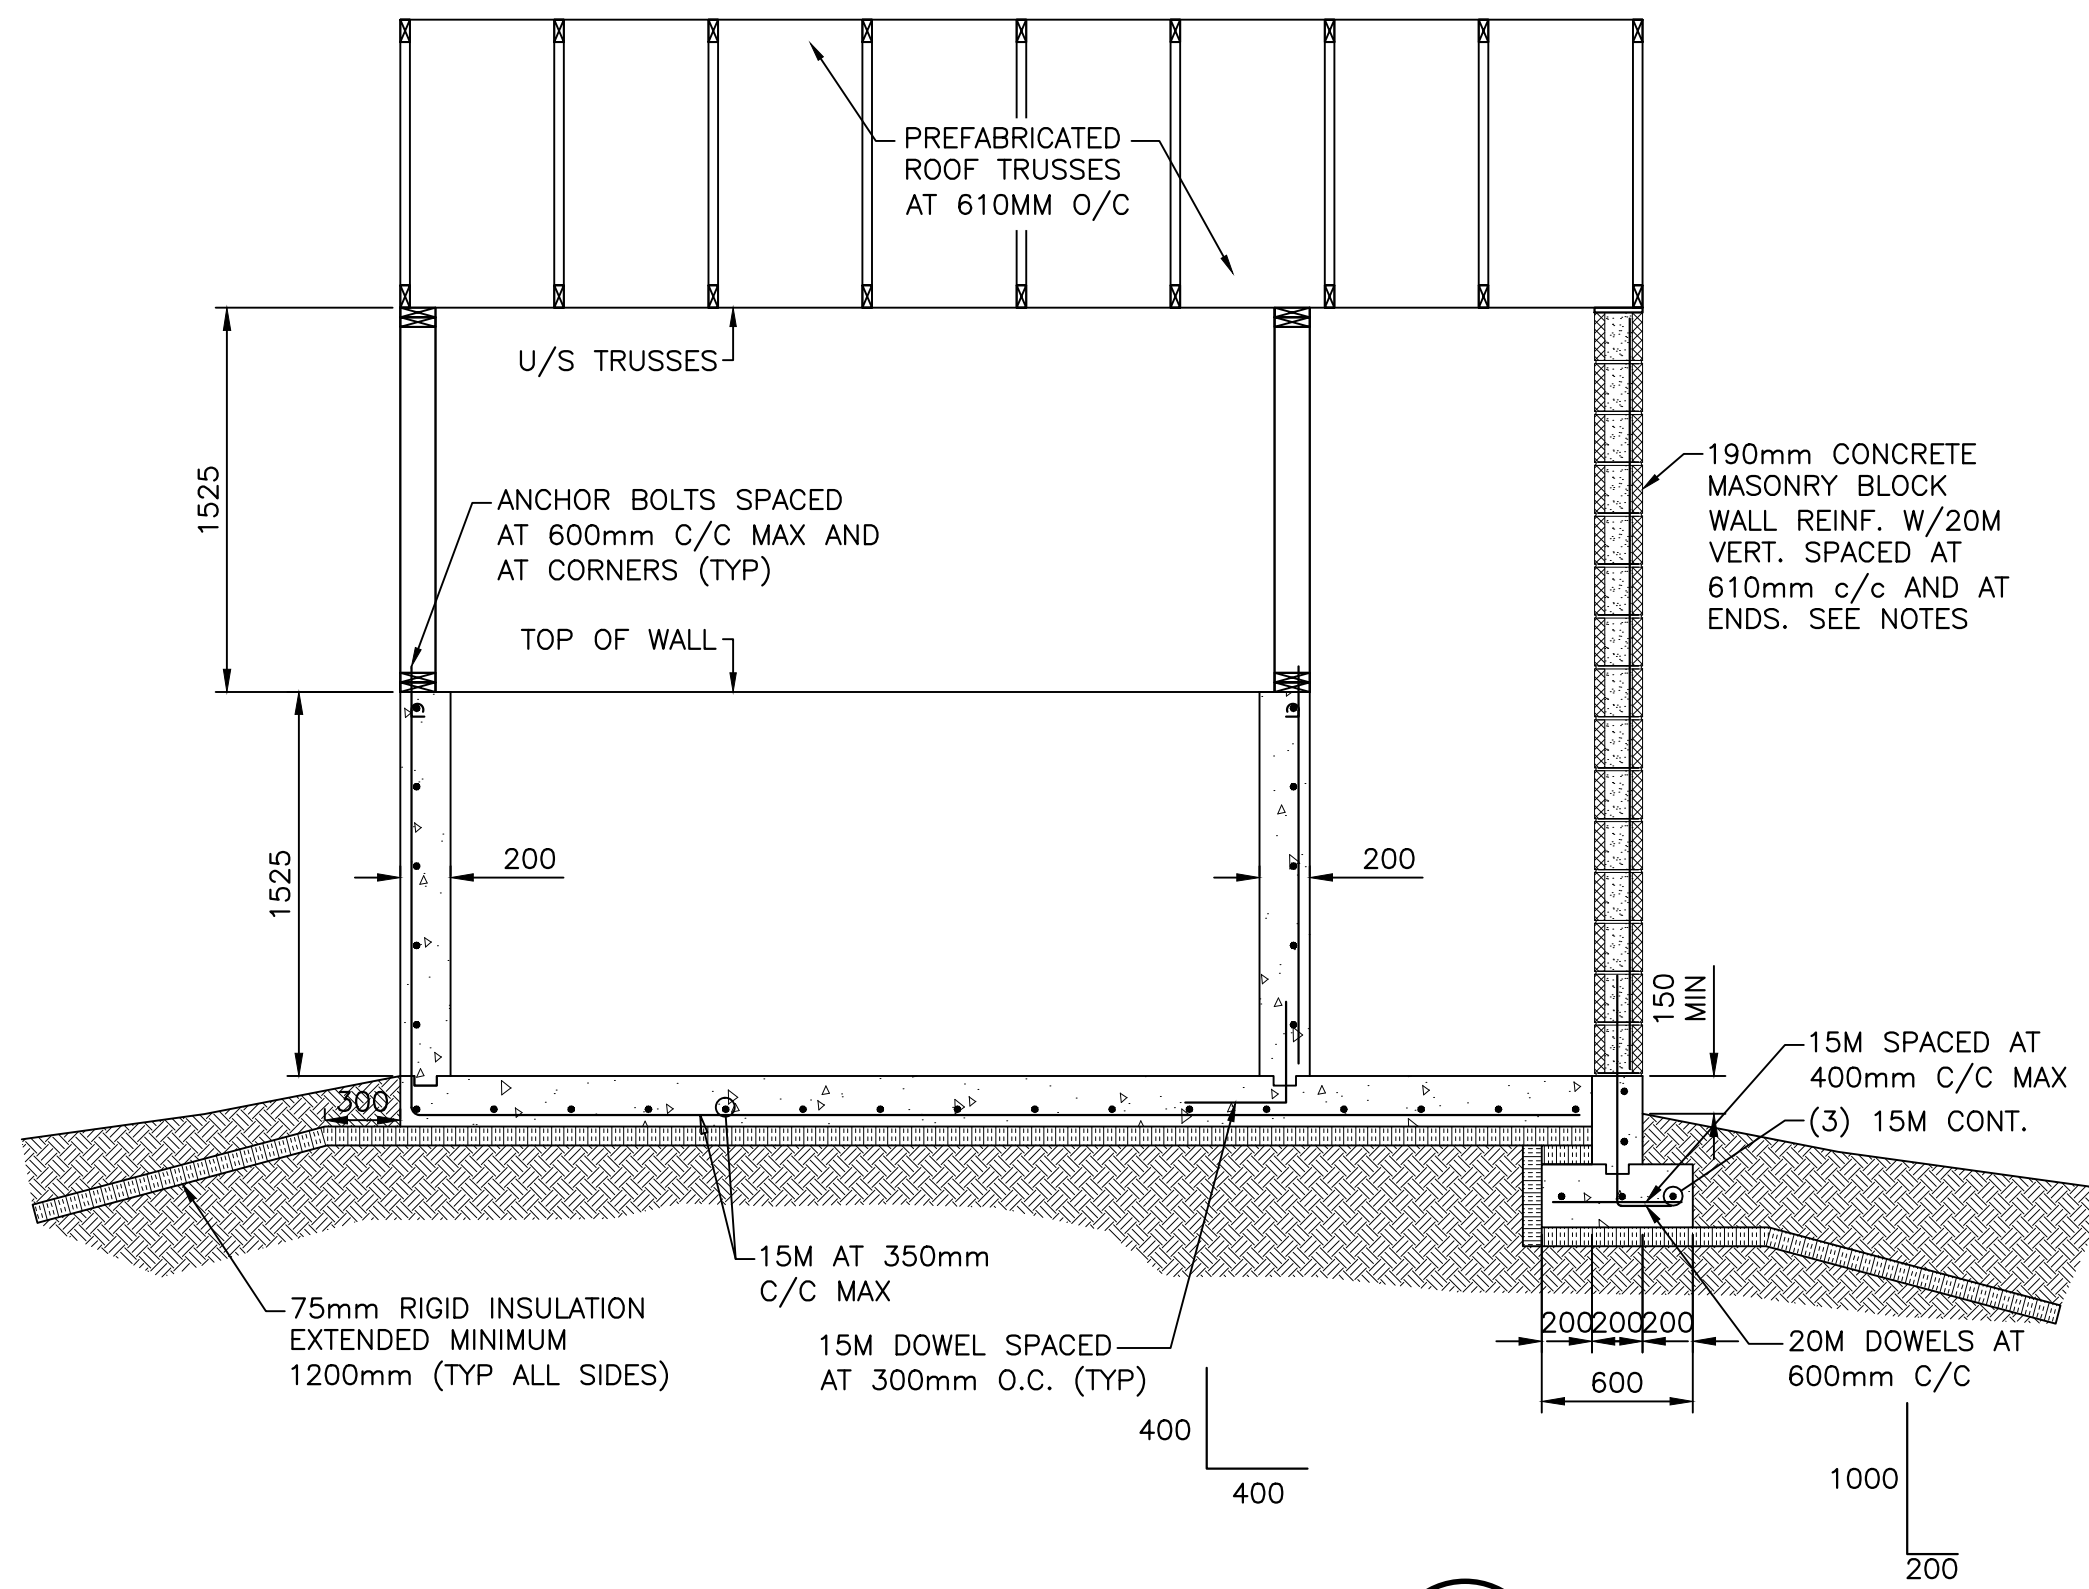 PREFABRICATED
ROOF TRUSSES
AT 610MM O/C
U/S TRUSSES
1525
ANCHOR BOLTS SPACED
AT 600mm C/C MAX AND
AT CORNERS (TYP)
190mm CONCRETE
MASONRY BLOCK
WALL REINF. W/20M
VERT. SPACED AT
610mm c/c AND AT
ENDS. SEE NOTES
TOP OF WALL
1525
200
200
150
MIN
15M SPACED AT
400mm C/C MAX
(3) 15M CONT.
300
15M AT 350mm
C/C MAX
75mm RIGID INSULATION
EXTENDED MINIMUM
1200mm (TYP ALL SIDES)
15M DOWEL SPACED
AT 300mm O.C. (TYP)
200 200 200
600
20M DOWELS AT
600mm C/C
400
400
1000
200